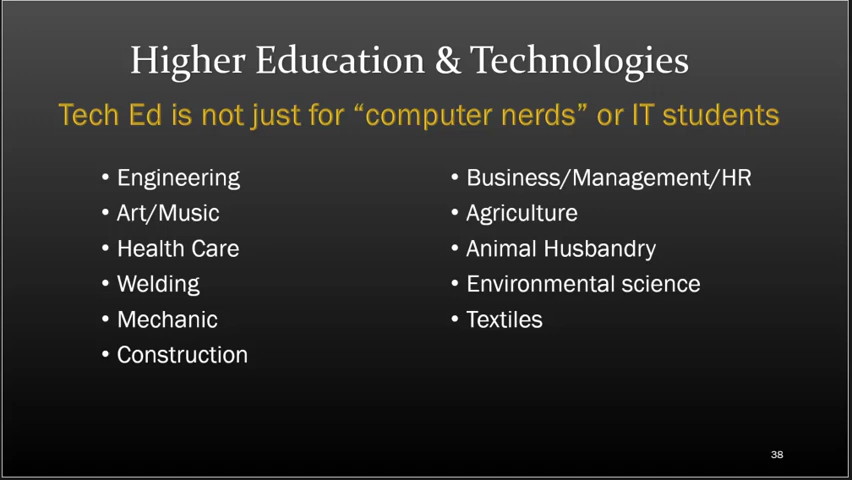 Higher Education & Technologies
Tech Ed is not just for “computer nerds” or IT students
• Engineering
• Art/Music
• Health Care
• Welding
• Mechanic
• Construction
• Business/Management/HR
• Agriculture
• Animal Husbandry
• Environmental science
• Textiles
38